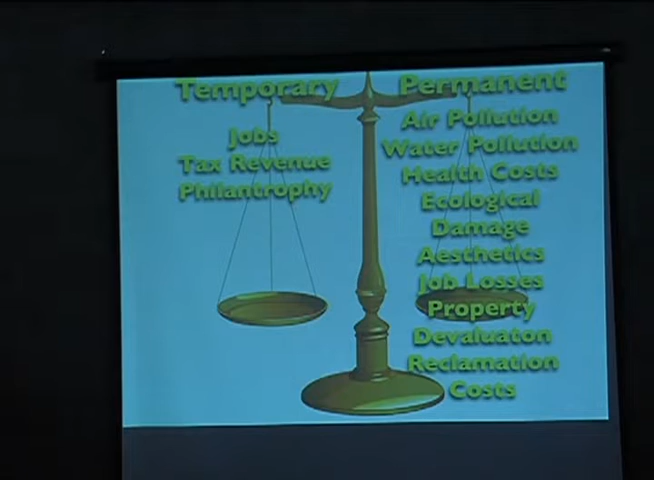 Temporary
Jobs
Tax Revenue
Philantrophy
Permanent
Air Pollution
Water Pollution
Health Costs
Ecological
Damage
Aesthetics
Job Losses
Property
Devaluaton
Reclamation
Costs